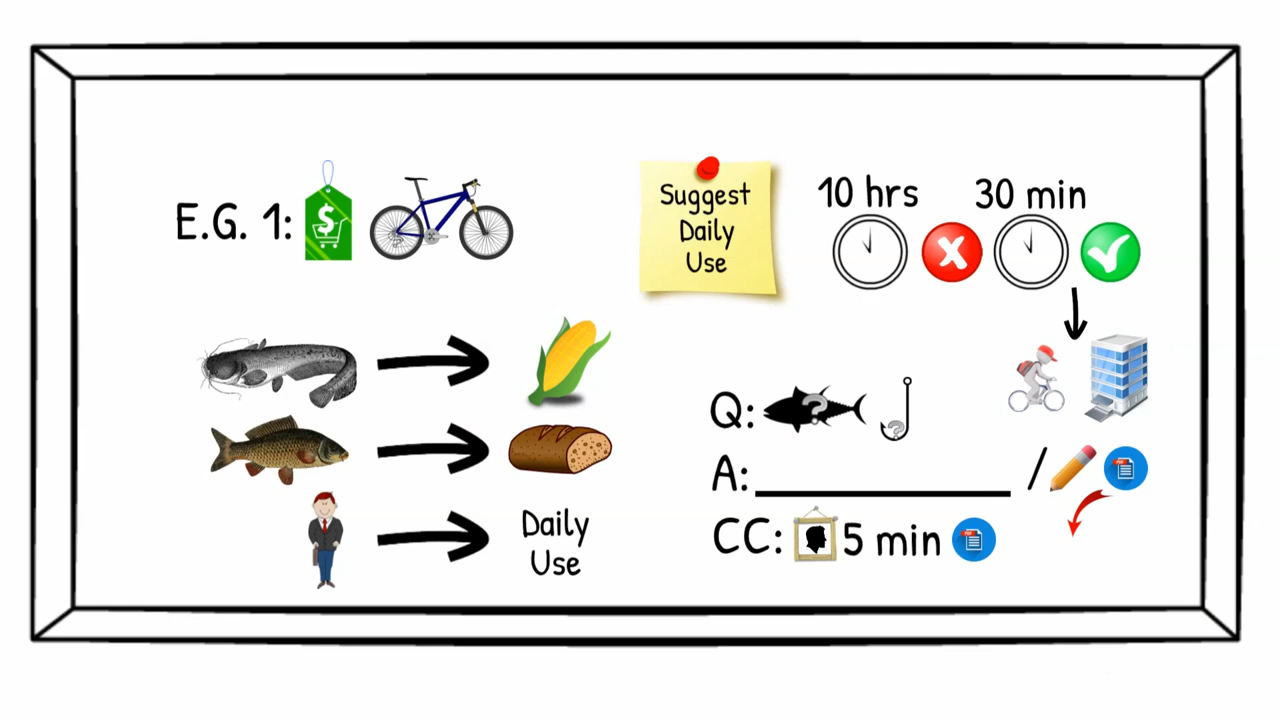 E.G. 1:
$
Suggest
Daily
Use
10 hrs
30 min
Q: ?
?
A: /
CC: 5 min
Daily
Use